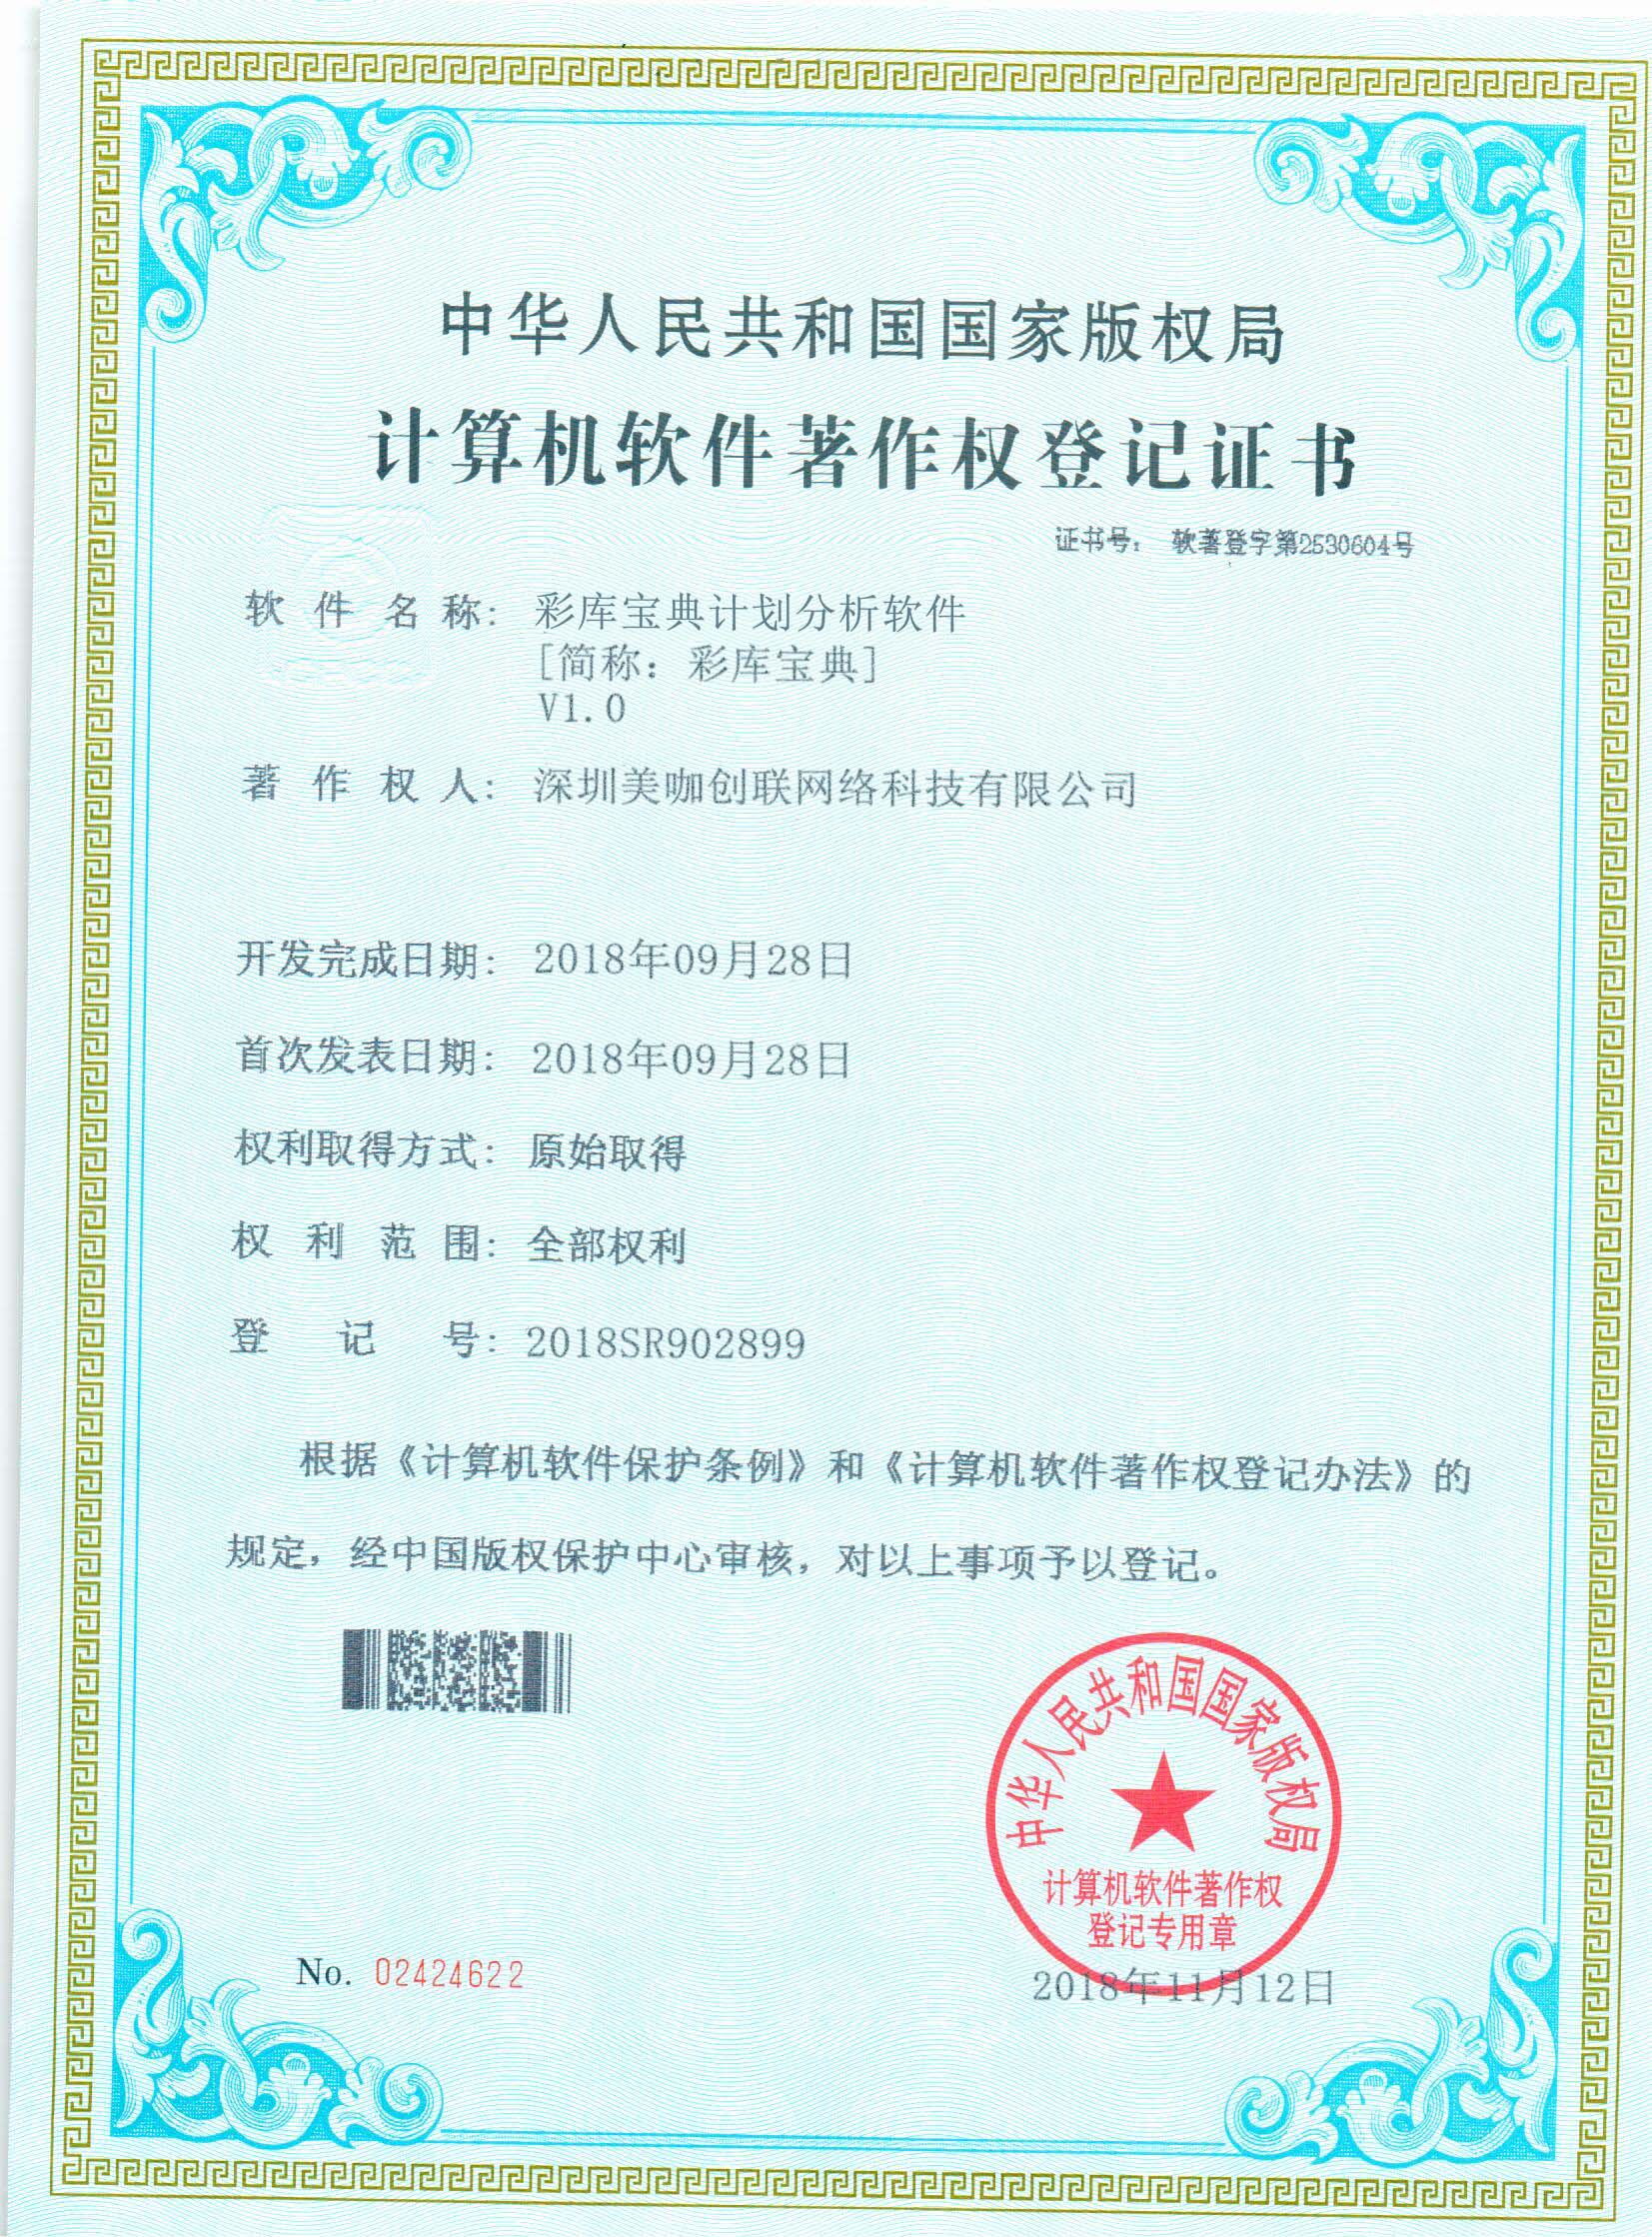 中华人民共和国国家版权局
计算机软件著作权登记证书
证书号： 软著登字第2530604号
软件名称： 彩库宝典计划分析软件
[简称：彩库宝典]
V1.0
著作权人： 深圳美咖创联网络科技有限公司
开发完成日期： 2018年09月28日
首次发表日期： 2018年09月28日
权利取得方式： 原始取得
权利范围： 全部权利
登记号： 2018SR902899
根据《计算机软件保护条例》和《计算机软件著作权登记办法》的
规定，经中国版权保护中心审核，对以上事项予以登记。
中华人民共和国国家版权局
计算机软件著作权
登记专用章
No. 02424622
2018年11月12日